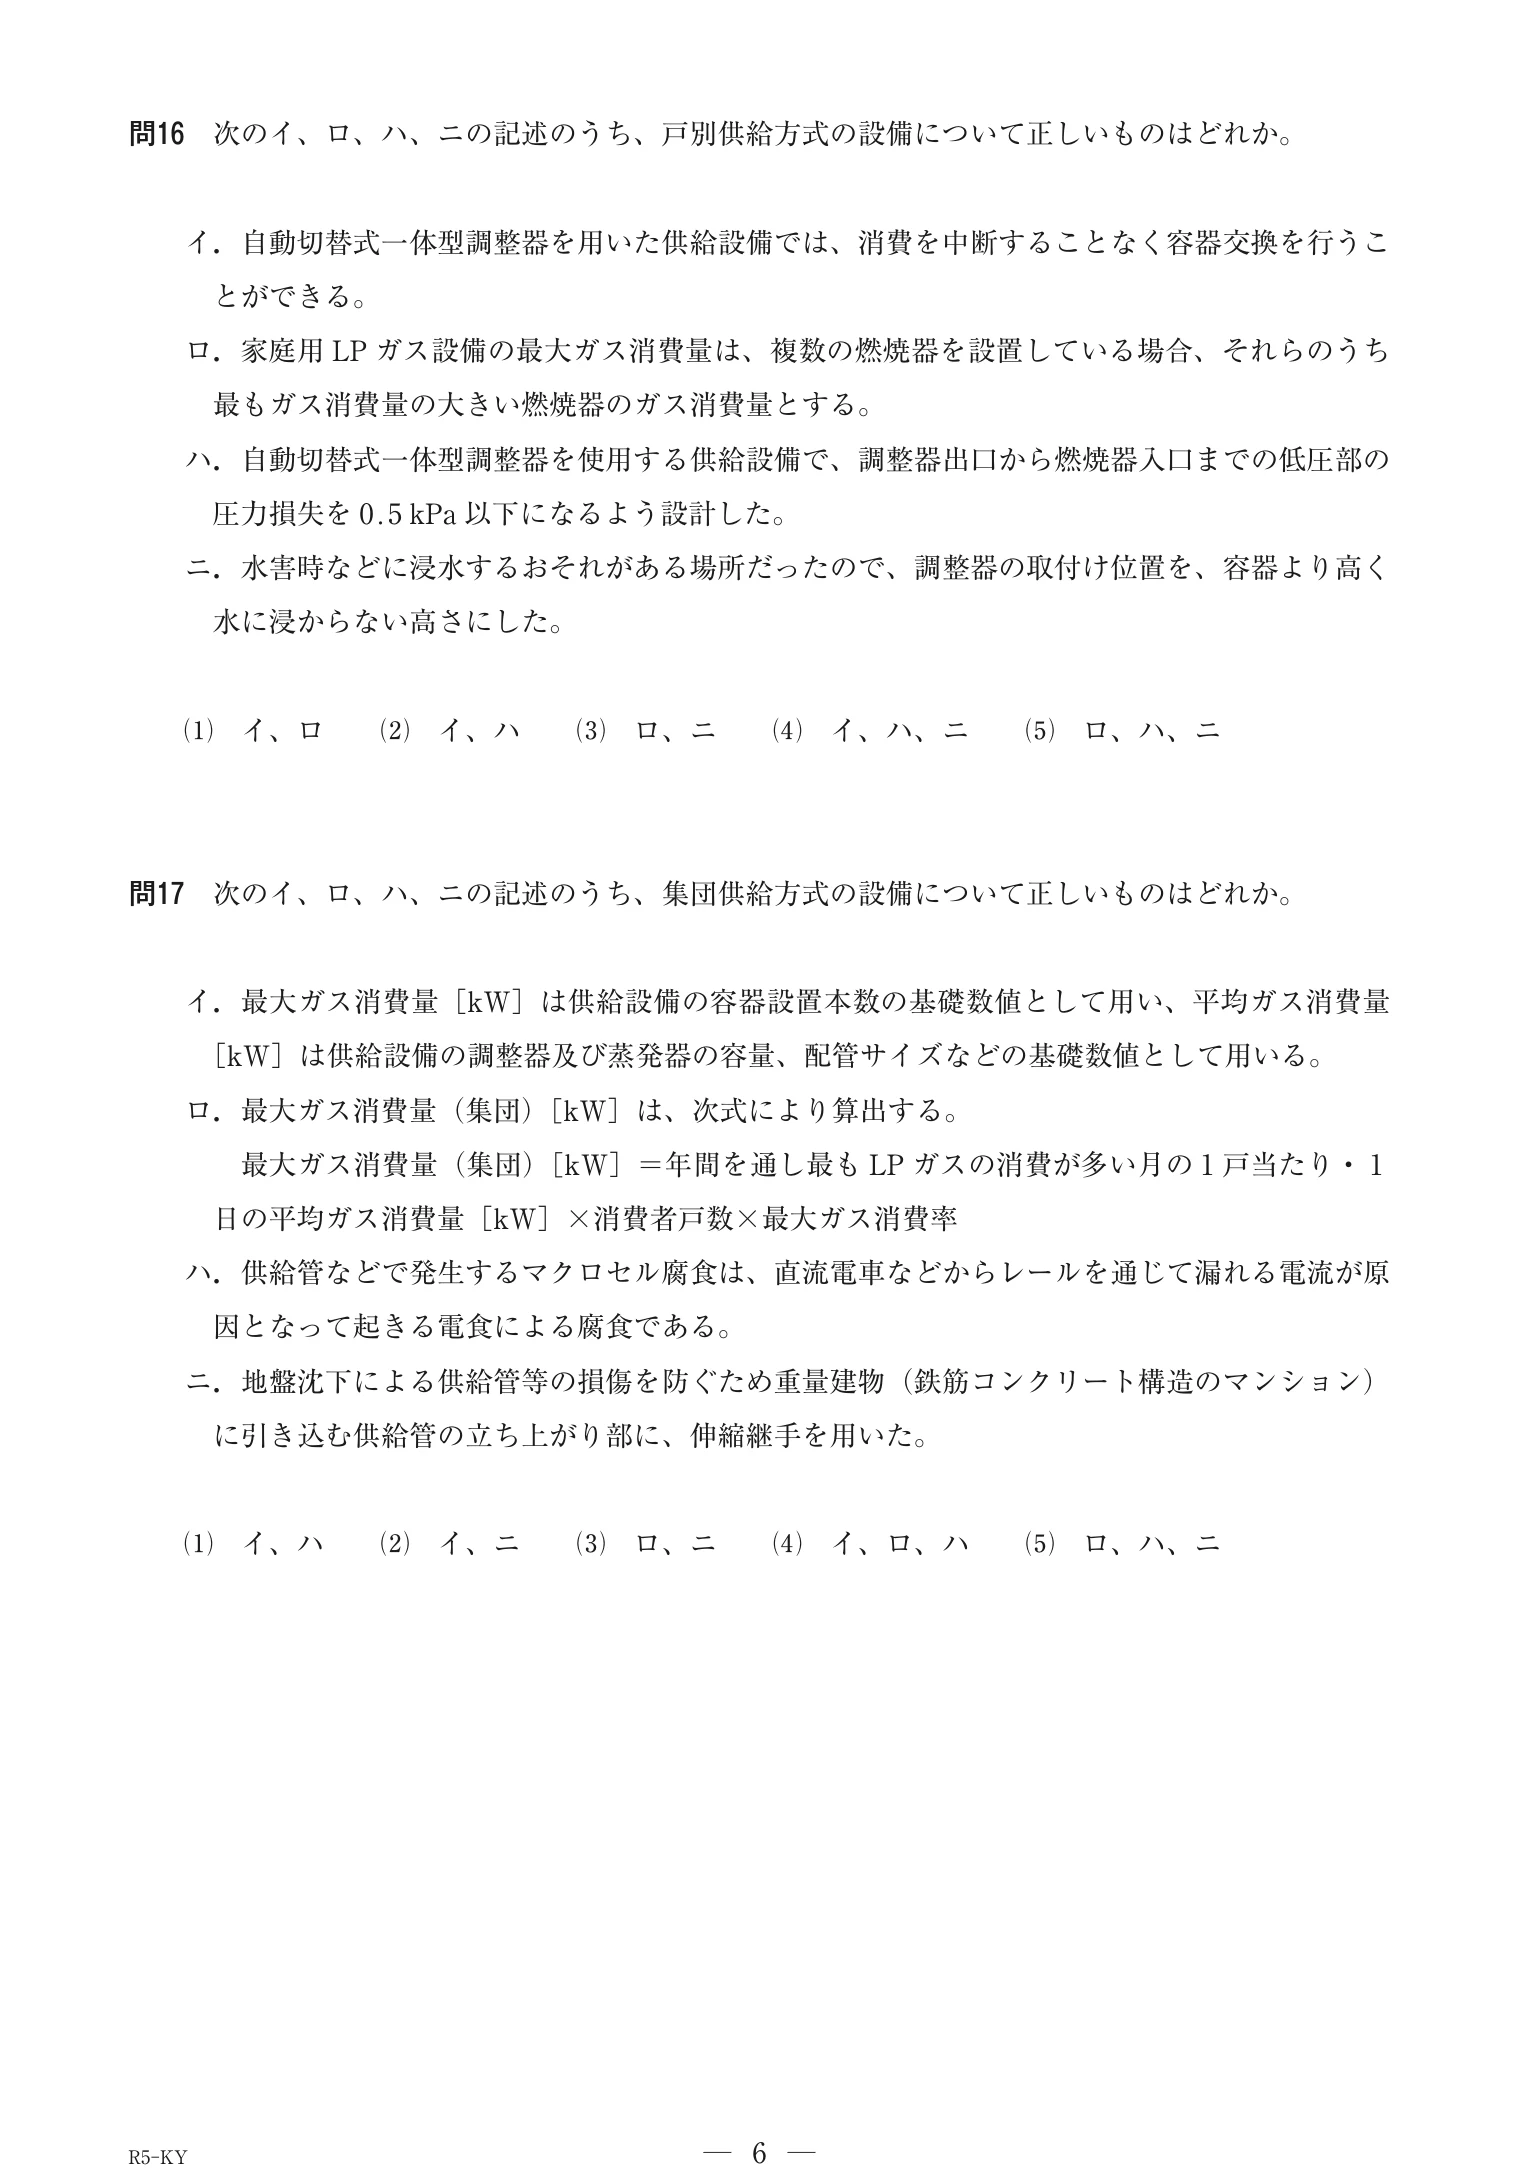 問16　次のイ、ロ、ハ、ニの記述のうち、戸別供給方式の設備について正しいものはどれか。
イ．自動切替式一体型調整器を用いた供給設備では、消費を中断することなく容器交換を行うこ
とができる。
ロ．家庭用 LP ガス設備の最大ガス消費量は、複数の燃焼器を設置している場合、それらのうち
最もガス消費量の大きい燃焼器のガス消費量とする。
ハ．自動切替式一体型調整器を使用する供給設備で、調整器出口から燃焼器入口までの低圧部の
圧力損失を 0.5 kPa 以下になるよう設計した。
ニ．水害時などに浸水するおそれがある場所だったので、調整器の取付け位置を、容器より高く
水に浸からない高さにした。
(1)　イ、ロ　　(2)　イ、ハ　　(3)　ロ、ニ　　(4)　イ、ハ、ニ　　(5)　ロ、ハ、ニ
問17　次のイ、ロ、ハ、ニの記述のうち、集団供給方式の設備について正しいものはどれか。
イ．最大ガス消費量［kW］は供給設備の容器設置本数の基礎数値として用い、平均ガス消費量
［kW］は供給設備の調整器及び蒸発器の容量、配管サイズなどの基礎数値として用いる。
ロ．最大ガス消費量（集団）［kW］は、次式により算出する。
最大ガス消費量（集団）［kW］＝年間を通し最も LP ガスの消費が多い月の 1 戸当たり・1
日の平均ガス消費量［kW］×消費者戸数×最大ガス消費率
ハ．供給管などで発生するマクロセル腐食は、直流電車などからレールを通じて漏れる電流が原
因となって起きる電食による腐食である。
ニ．地盤沈下による供給管等の損傷を防ぐため重量建物（鉄筋コンクリート構造のマンション）
に引き込む供給管の立ち上がり部に、伸縮継手を用いた。
(1)　イ、ハ　　(2)　イ、ニ　　(3)　ロ、ニ　　(4)　イ、ロ、ハ　　(5)　ロ、ハ、ニ
R5-KY
― 6 ―